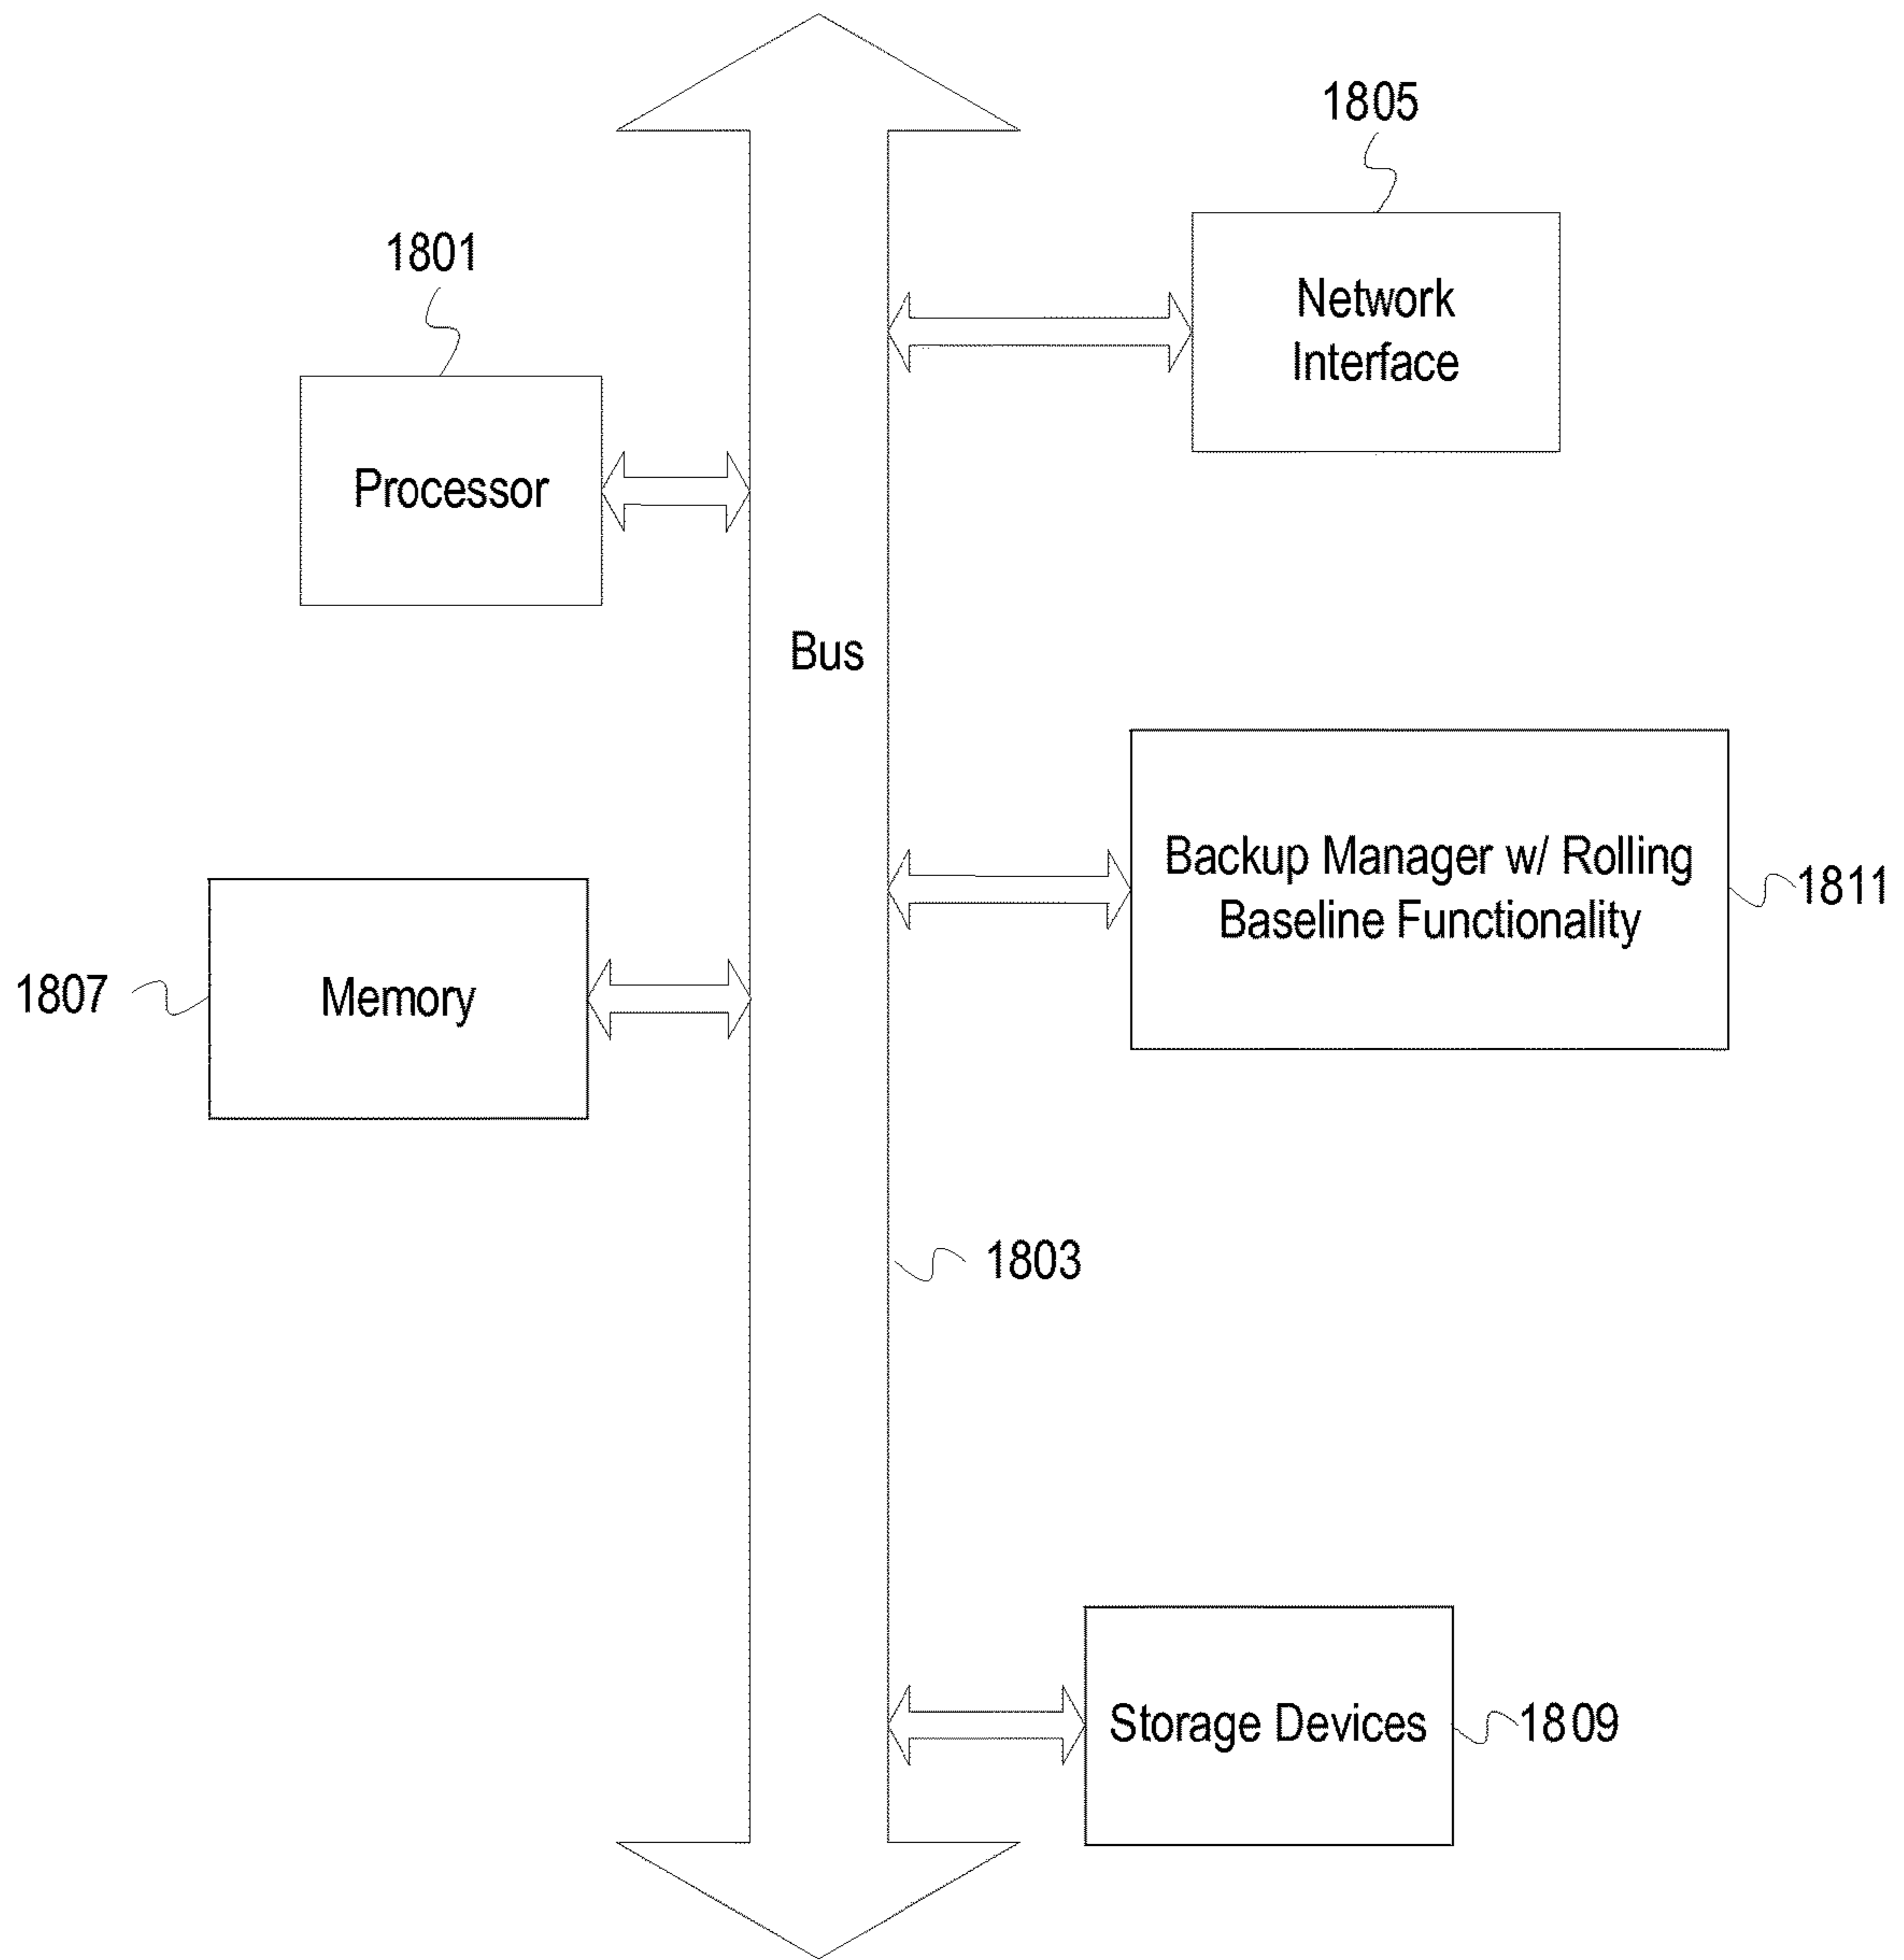 1805
1801
Network
Interface
Processor
Bus
Backup Manager w/ Rolling
Baseline Functionality
1811
1807
Memory
1803
Storage Devices
1809